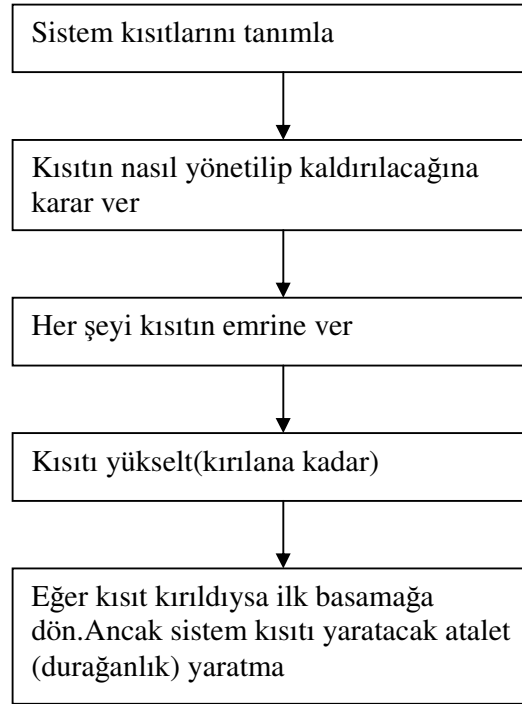 Sistem kısıtlarını tanımla
Kısıtın nasıl yönetilip kaldırılacağına
karar ver
Her şeyi kısıtın emrine ver
Kısıtı yükselt(kırılana kadar)
Eğer kısıt kırıldıysa ilk basamağa
dön.Ancak sistem kısıtı yaratacak atalet
(durağanlık) yaratma